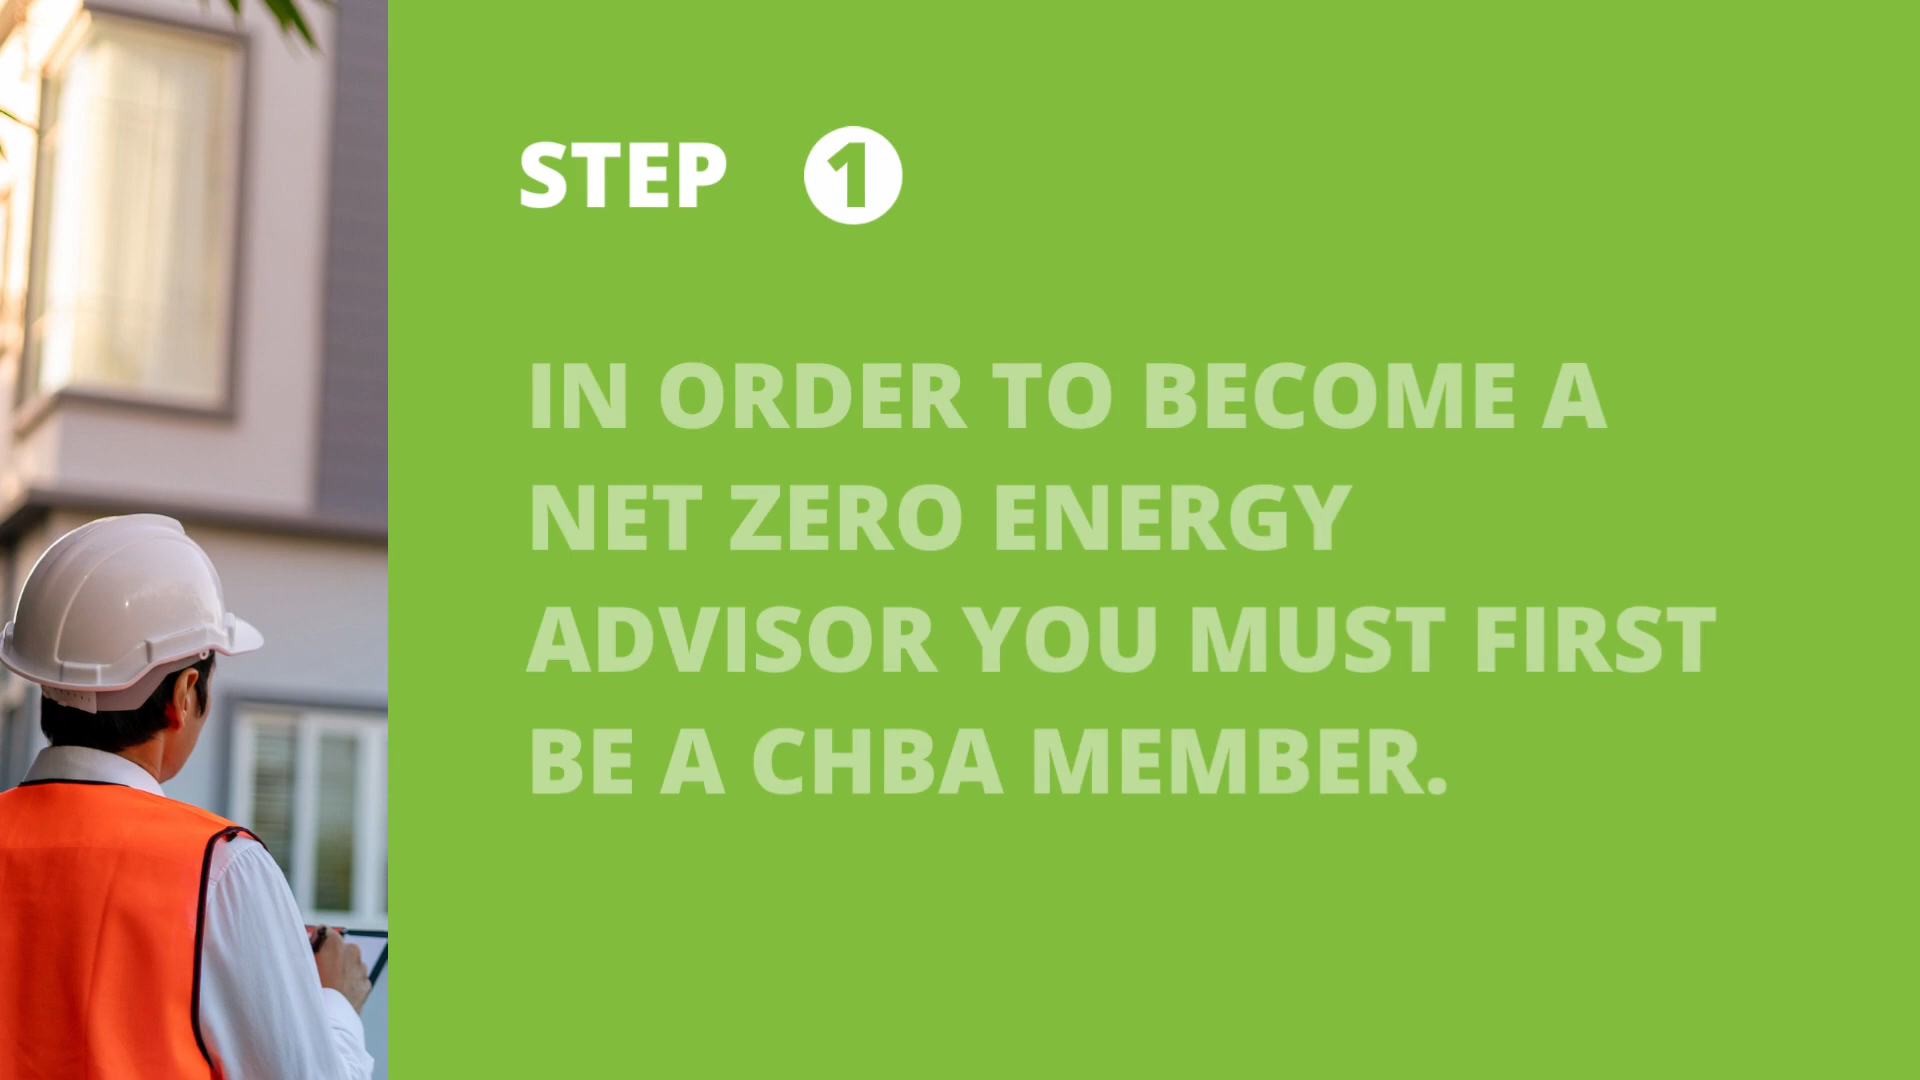 STEP 1
IN ORDER TO BECOME A
NET ZERO ENERGY
ADVISOR YOU MUST FIRST
BE A CHBA MEMBER.